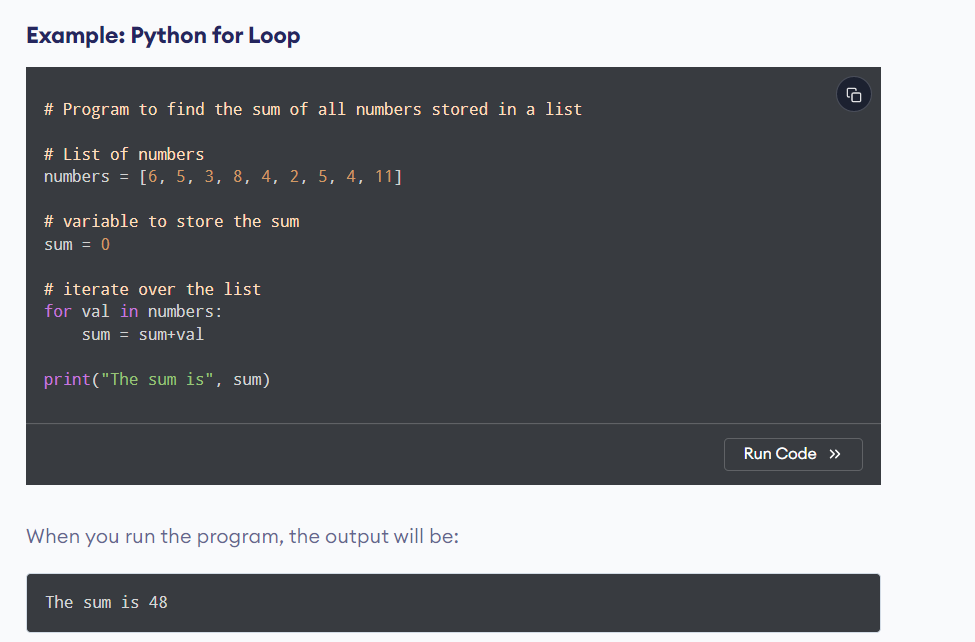 Example: Python for Loop
# Program to find the sum of all numbers stored in a list
# List of numbers
numbers = [6, 5, 3, 8, 4, 2, 5, 4, 11]
# variable to store the sum
sum = 0
# iterate over the list
for val in numbers:
    sum = sum+val
print("The sum is", sum)
Run Code »
When you run the program, the output will be:
The sum is 48